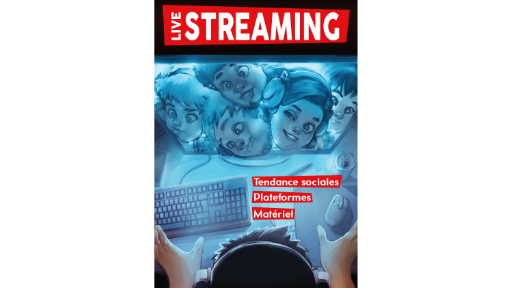 LIVE STREAMING
Tendance sociales
Plateformes
Matériel